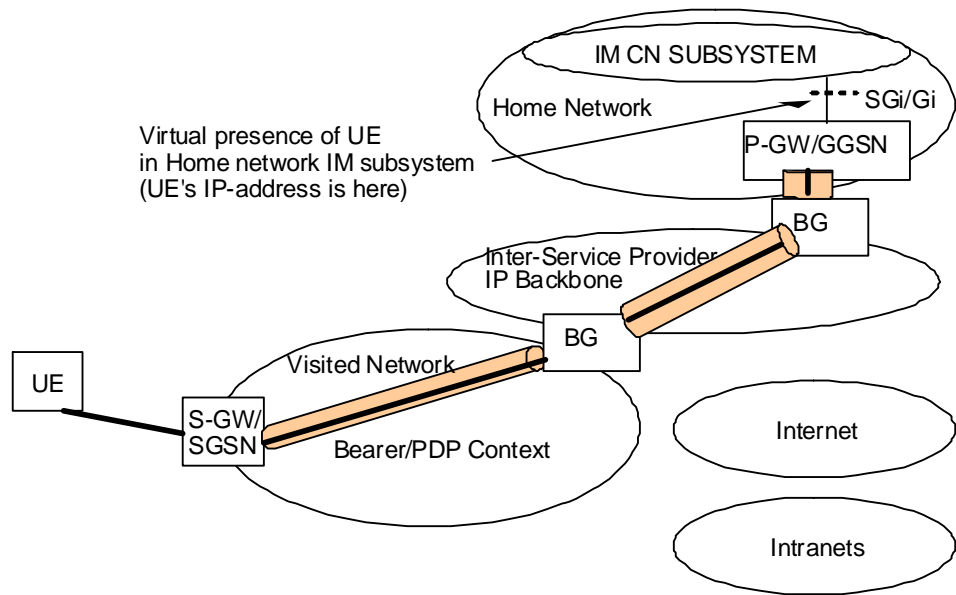 IM CN SUBSYSTEM
SGi/Gi
Home Network
Virtual presence of UE
in Home network IM subsystem
(UE's IP-address is here)
P-GW/GGSN
BG
Inter-Service Provider
IP Backbone
BG
Visited Network
UE
S-GW/
SGSN
Bearer/PDP Context
Internet
Intranets